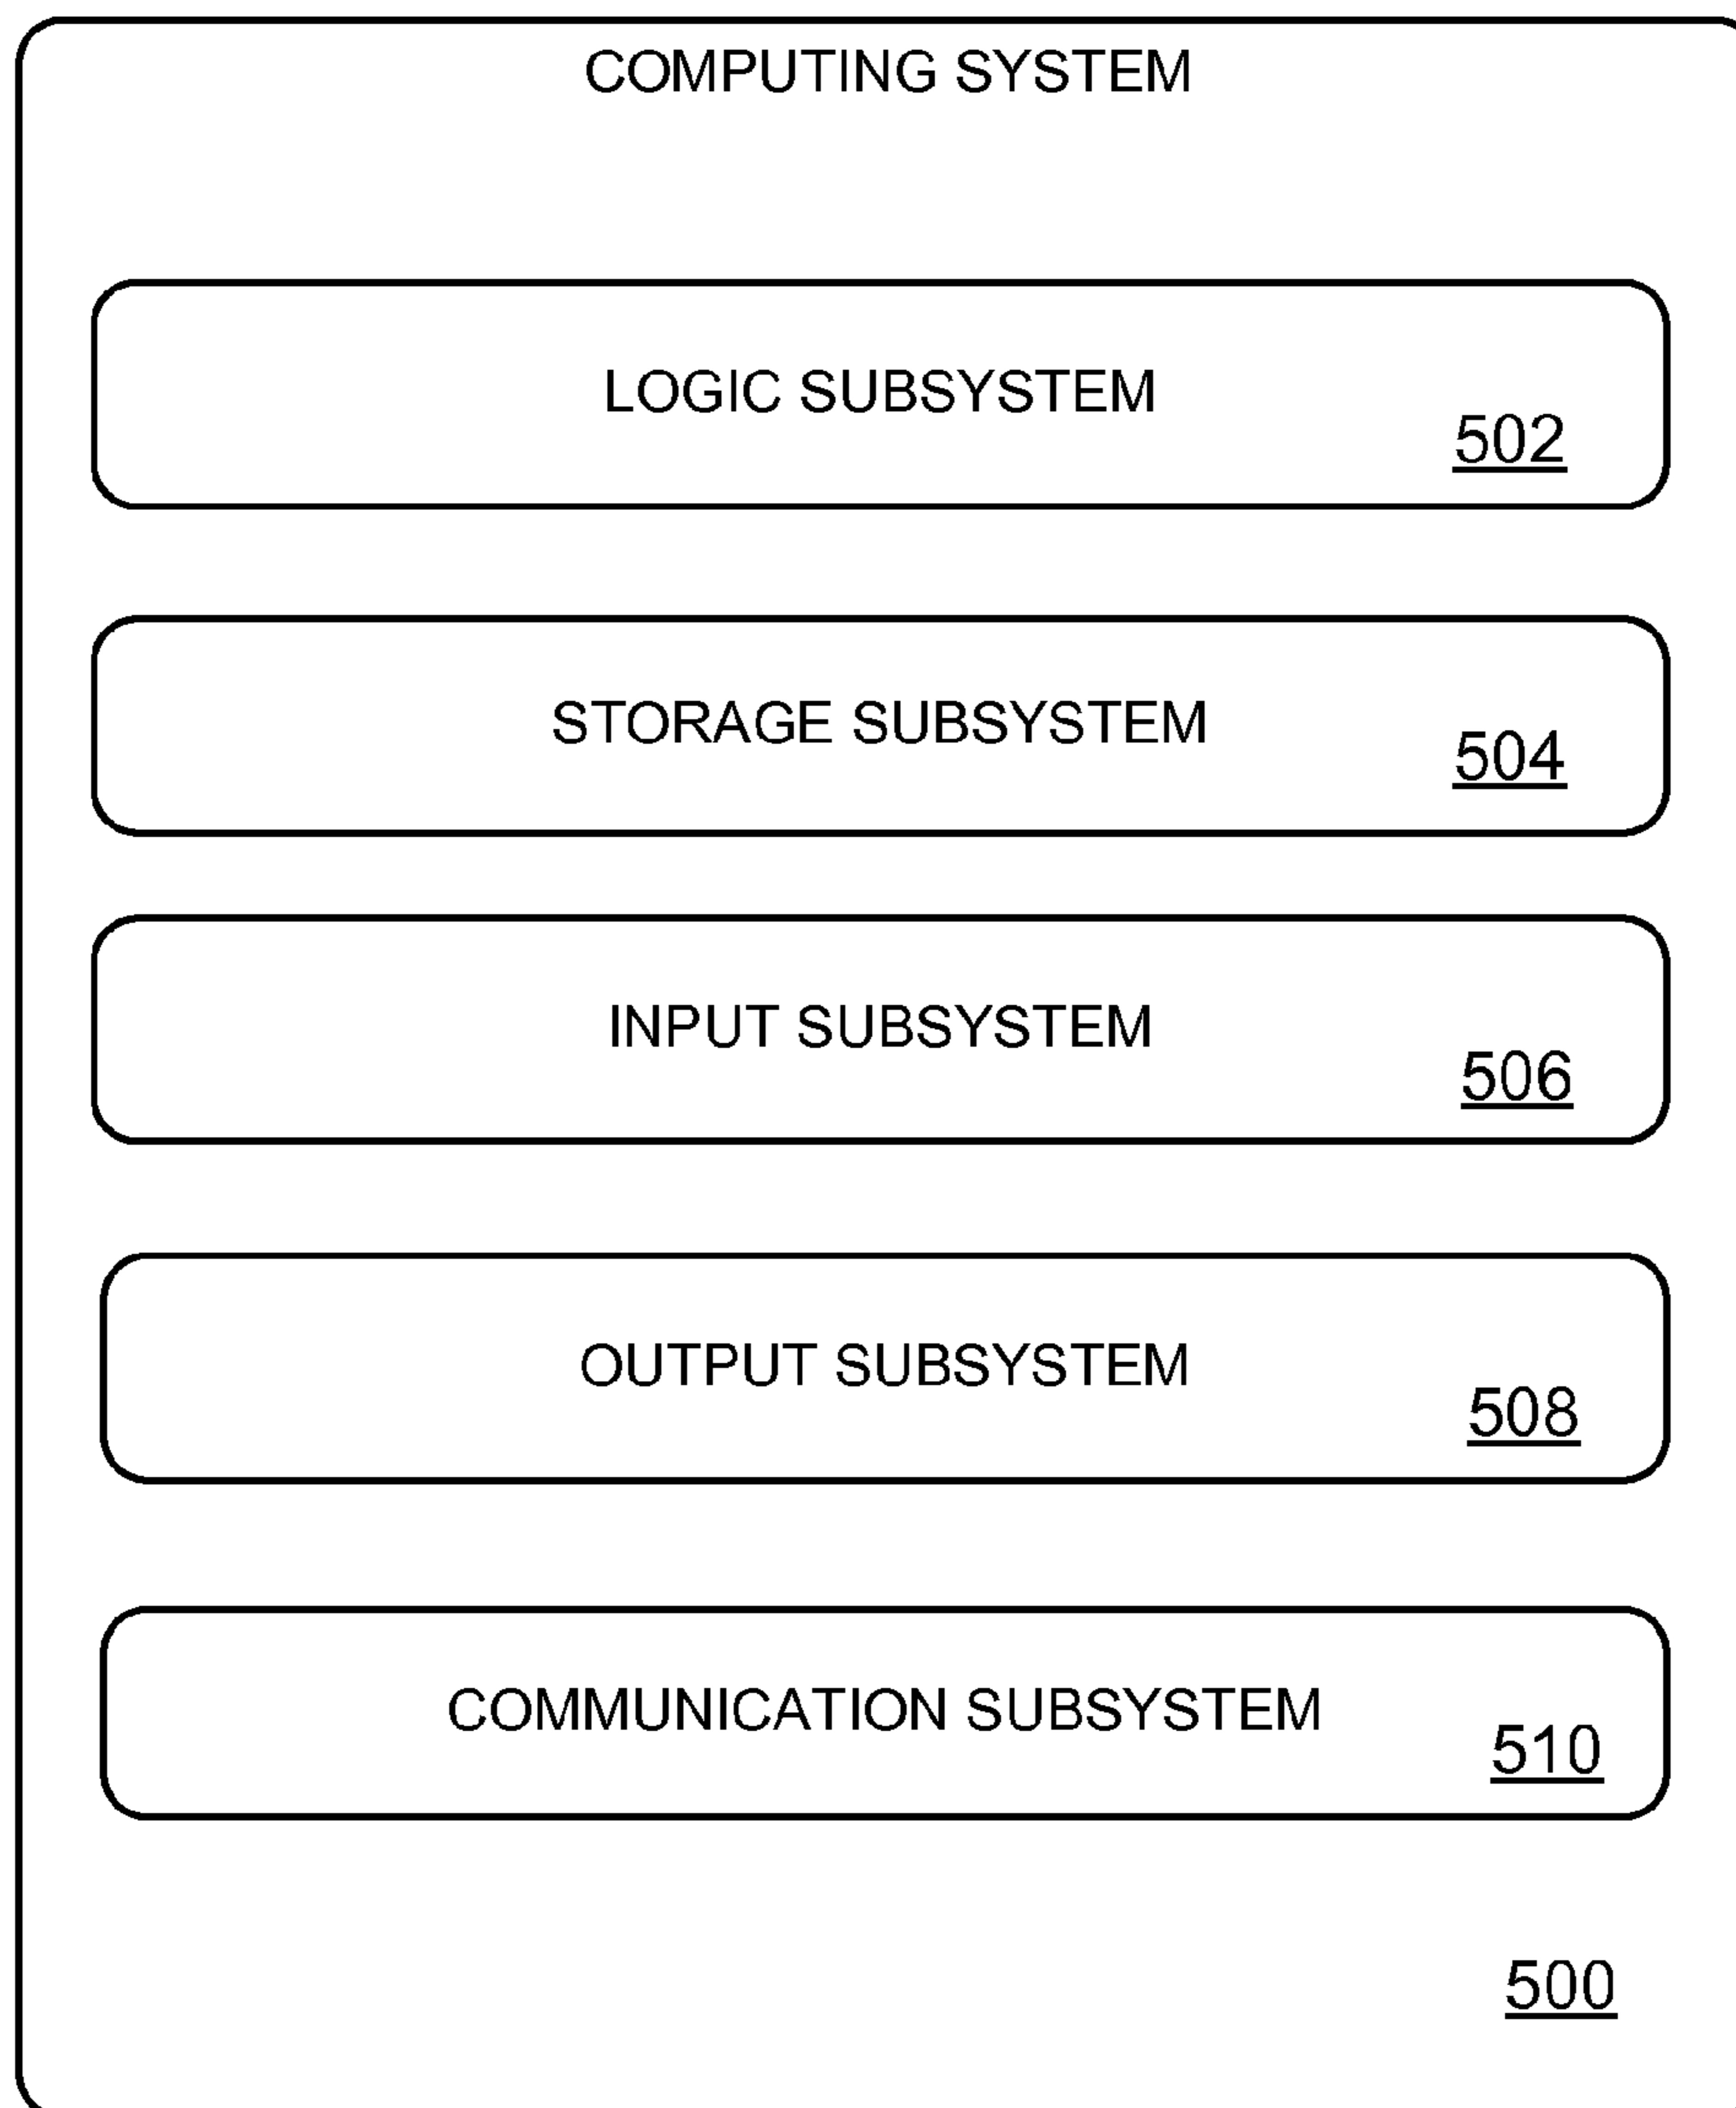 COMPUTING SYSTEM
LOGIC SUBSYSTEM
502
STORAGE SUBSYSTEM
504
INPUT SUBSYSTEM
506
OUTPUT SUBSYSTEM
508
COMMUNICATION SUBSYSTEM
510
500